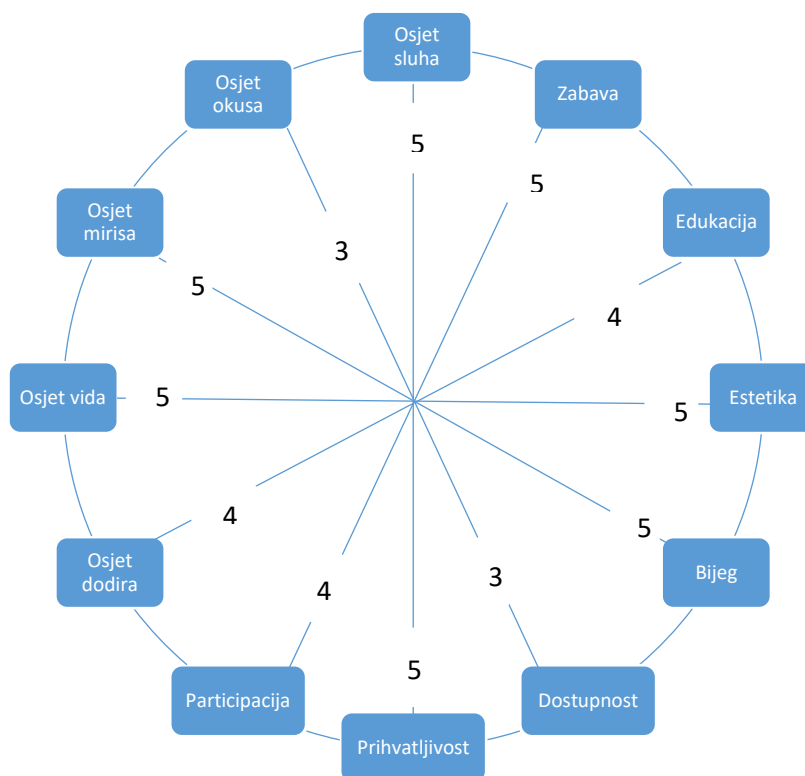 Osjet
sluha
Zabava
Osjet
okusa
5
5
Osjet
mirisa
Edukacija
3
5
4
Osjet vida
5
5
Estetika
4
5
Osjet
dodira
4
3
Bijeg
5
Participacija
Dostupnost
Prihvatljivost